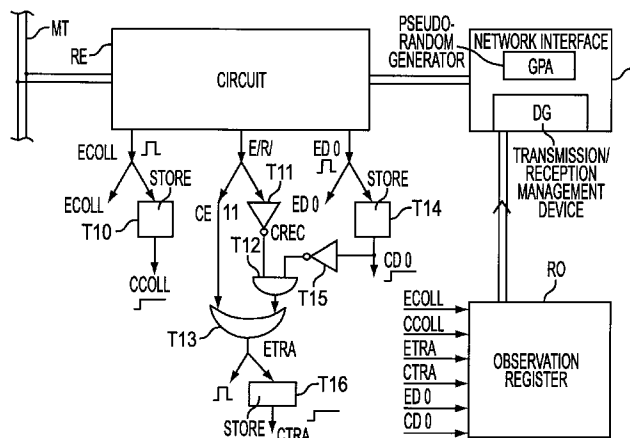 MT
RE
CIRCUIT
PSEUDO-
RANDOM
GENERATOR
NETWORK INTERFACE
GPA
DG
TRANSMISSION/
RECEPTION
MANAGEMENT
DEVICE
ECOLL
E/R/
ED 0
STORE
T11
STORE
ECOLL
CE 11
ED 0
T14
T10
CREC
T12
CD 0
CCOLL
T15
RO
T13
ETRA
ECOLL
CCOLL
ETRA
CTRA
ED 0
CD 0
OBSERVATION
REGISTER
T16
STORE
CTRA